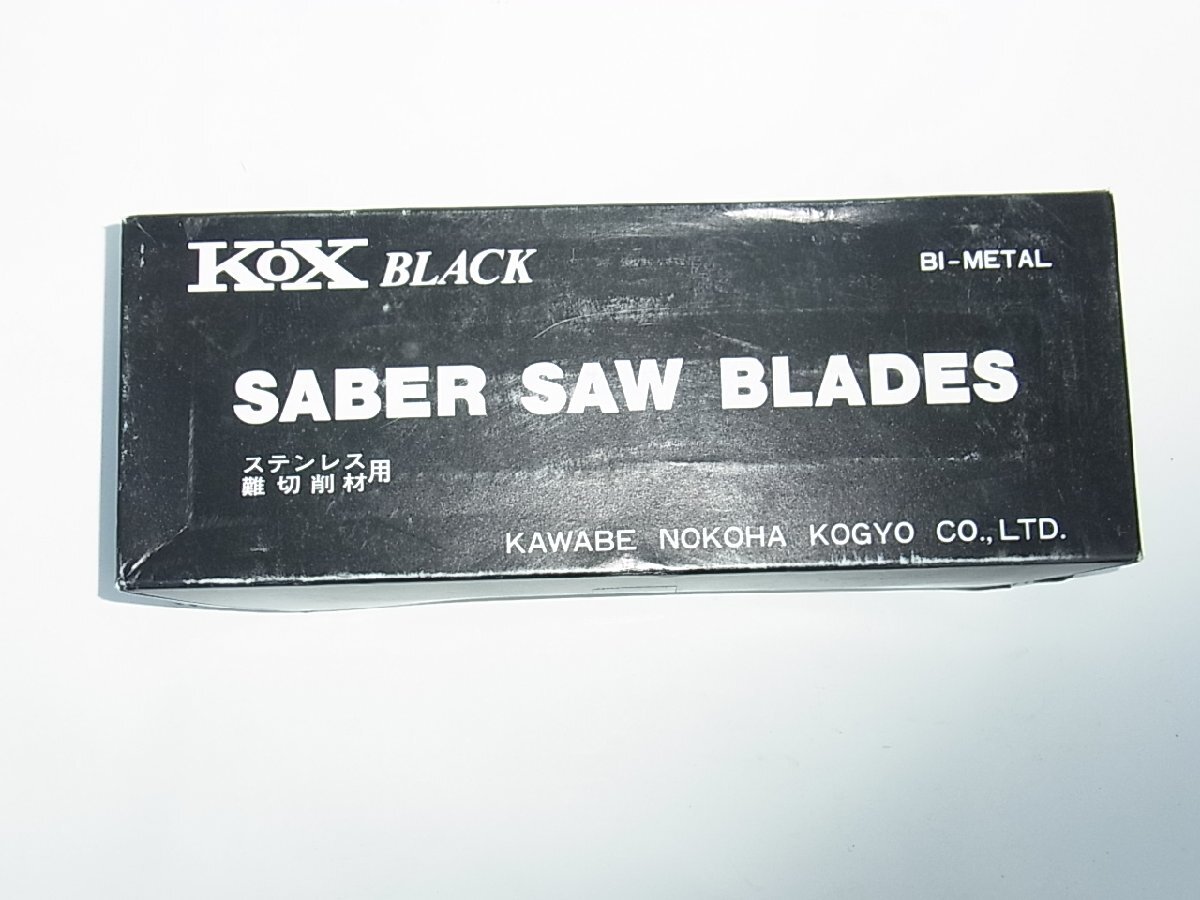 KOX BLACK
BI-METAL
SABER SAW BLADES
ステンレス
難切削材用
KAWABE NOKOHA KOGYO CO.,LTD.